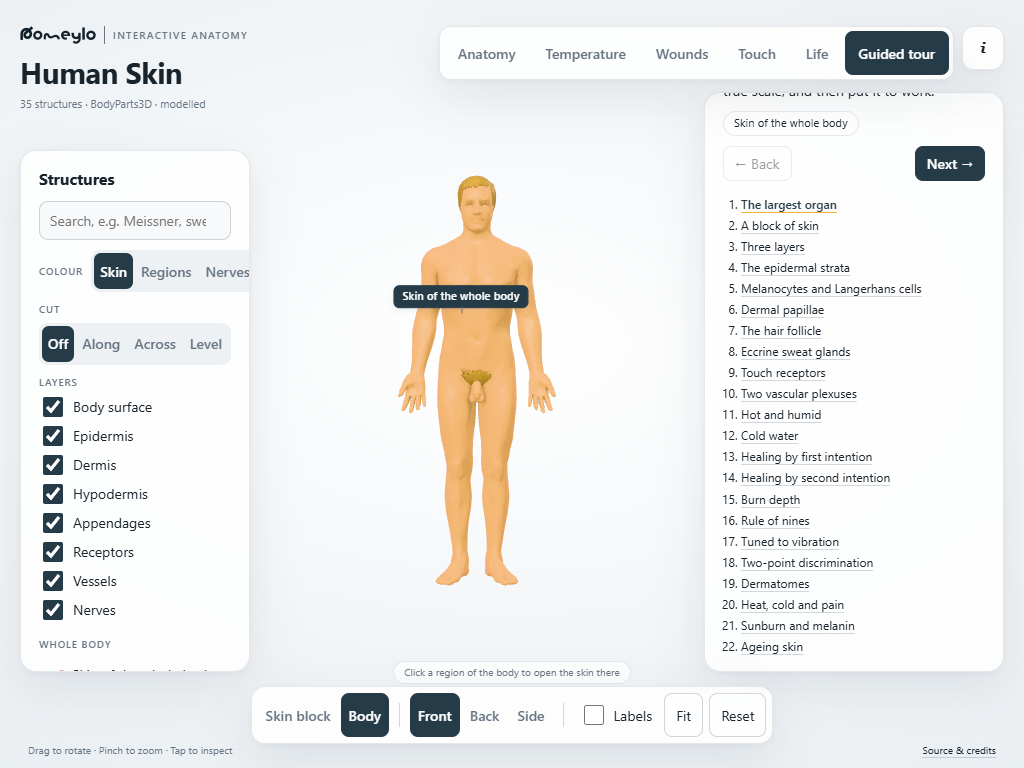 Domeylo
INTERACTIVE ANATOMY
Human Skin
35 structures · BodyParts3D · modelled
Anatomy
Temperature
Wounds
Touch
Life
Guided tour
i
Structures
Search, e.g. Meissner, swe
COLOUR
Skin
Regions
Nerves
CUT
Off
Along
Across
Level
LAYERS
Body surface
Epidermis
Dermis
Hypodermis
Appendages
Receptors
Vessels
Nerves
WHOLE BODY
Skin of the whole body
true scale, and then put it to work.
Skin of the whole body
← Back
Next →
1. The largest organ
2. A block of skin
3. Three layers
4. The epidermal strata
5. Melanocytes and Langerhans cells
6. Dermal papillae
7. The hair follicle
8. Eccrine sweat glands
9. Touch receptors
10. Two vascular plexuses
11. Hot and humid
12. Cold water
13. Healing by first intention
14. Healing by second intention
15. Burn depth
16. Rule of nines
17. Tuned to vibration
18. Two-point discrimination
19. Dermatomes
20. Heat, cold and pain
21. Sunburn and melanin
22. Ageing skin
Click a region of the body to open the skin there
Skin block
Body
Front
Back
Side
Labels
Fit
Reset
Drag to rotate · Pinch to zoom · Tap to inspect
Source & credits